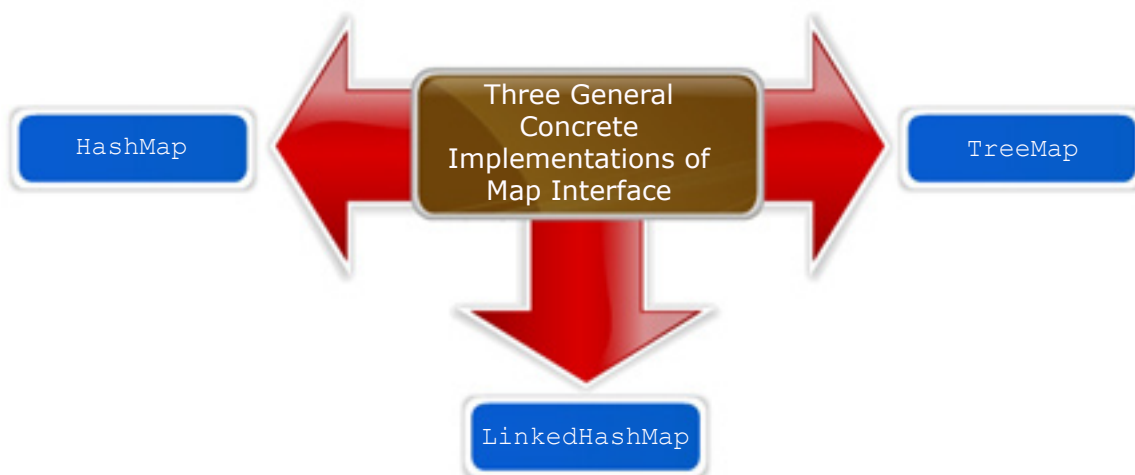 Three General
Concrete
Implementations of
Map Interface
HashMap
TreeMap
LinkedHashMap